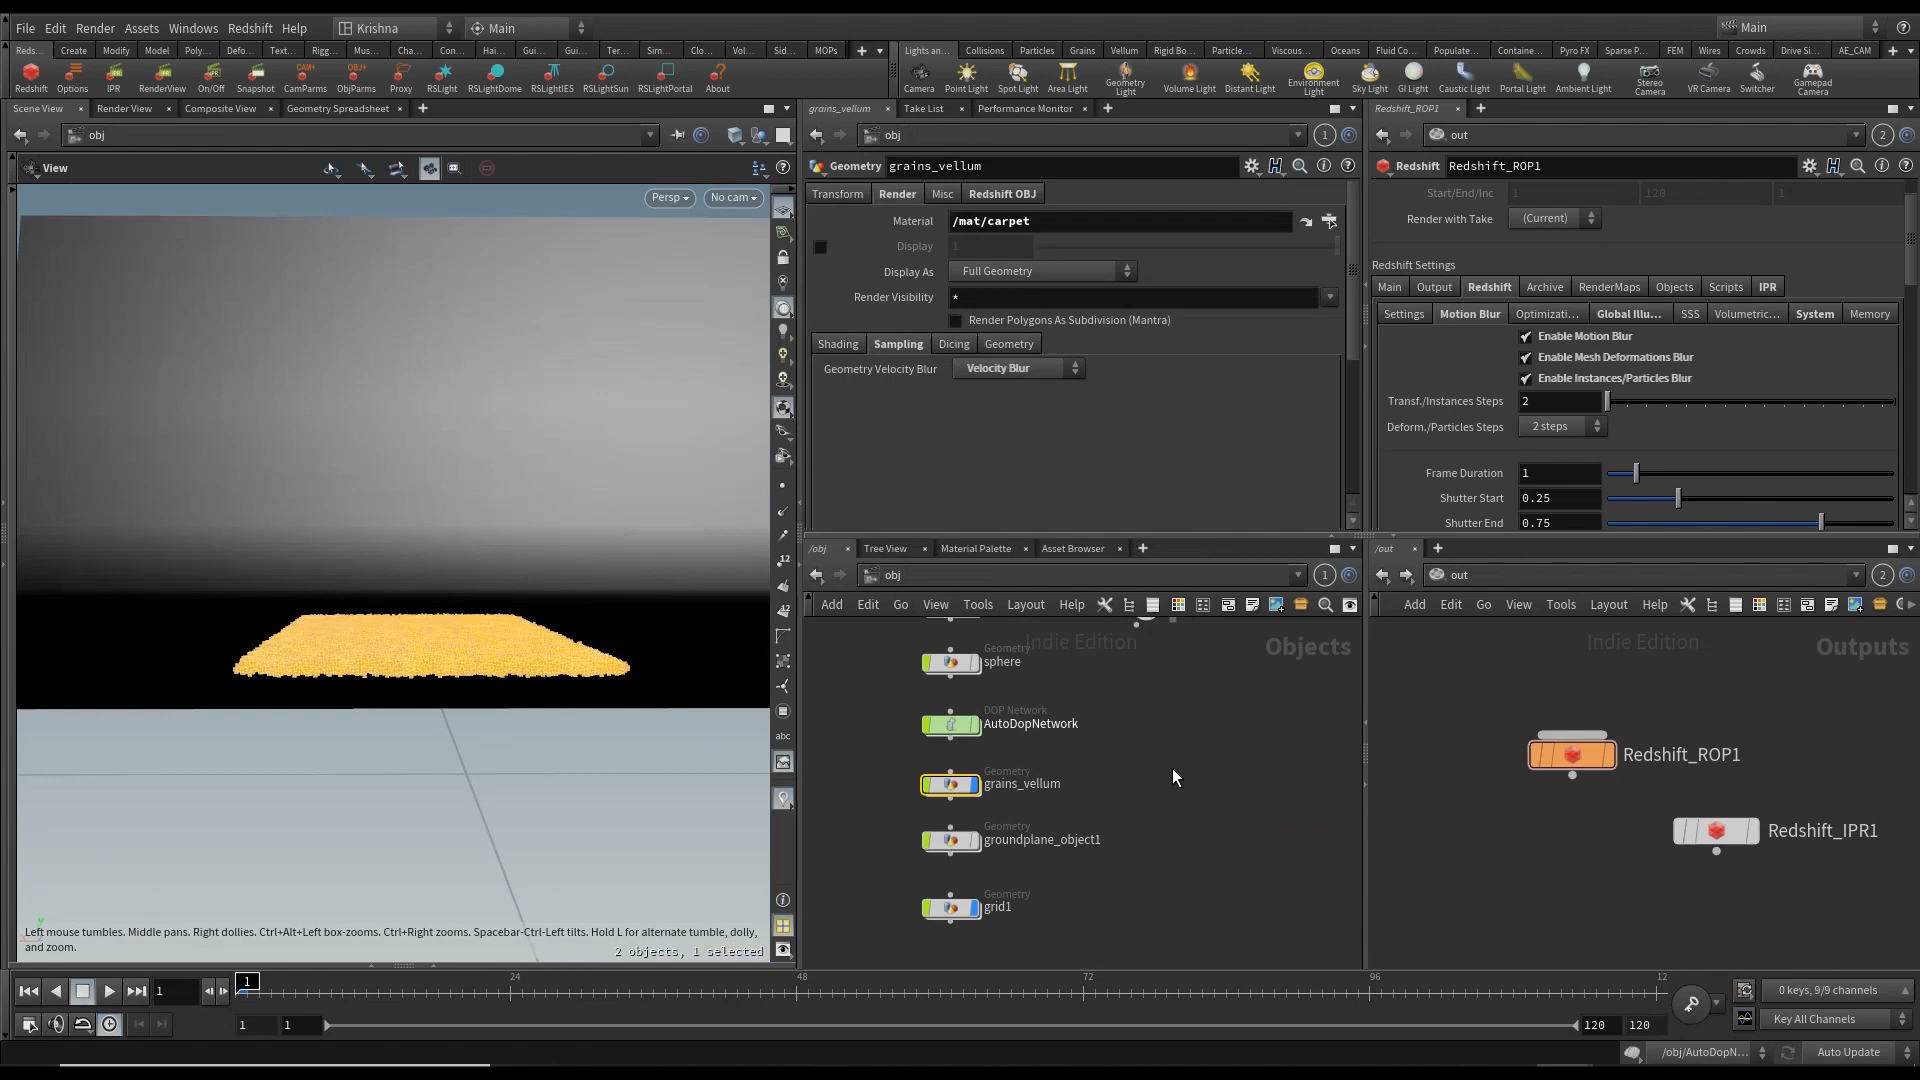 File Edit Render Assets Windows Redshift Help Krishna Main Main
Reds... Create Modify Model Poly... Defo... Text... Rigg... Mus... Cha... Con... Hai... Gui... Gui... Ter... Sim... Clo... Vol... Sid... MOPs
Lights an... Collisions Particles Grains Vellum Rigid Bo... Particle... Viscous... Oceans Fluid Co... Populate... Containe... Pyro FX Sparse P... FEM Wires Crowds Drive Si... AE_CAM
Redshift Options IPR RenderView On/Off Snapshot CamParms ObjParms Proxy RSLight RSLightDome RSLightIES RSLightSun RSLightPortal About
Camera Point Light Spot Light Area Light Geometry Light Volume Light Distant Light Environment Light Sky Light GI Light Caustic Light Portal Light Ambient Light Stereo Camera VR Camera Switcher Gamepad Camera
Scene View Render View Composite View Geometry Spreadsheet
grains_vellum Take List Performance Monitor
Redshift_ROP1
obj
obj 1
out 2
View
Geometry grains_vellum
Redshift Redshift_ROP1
Persp No cam
Transform Render Misc Redshift OBJ
Material /mat/carpet
Display 1
Display As Full Geometry
Render Visibility *
Render Polygons As Subdivision (Mantra)
Shading Sampling Dicing Geometry
Geometry Velocity Blur Velocity Blur
Start/End/Inc 1 120 1
Render with Take (Current)
Redshift Settings
Main Output Redshift Archive RenderMaps Objects Scripts IPR
Settings Motion Blur Optimizati... Global Illu... SSS Volumetric... System Memory
Enable Motion Blur
Enable Mesh Deformations Blur
Enable Instances/Particles Blur
Transf./Instances Steps 2
Deform./Particles Steps 2 steps
Frame Duration 1
Shutter Start 0.25
Shutter End 0.75
/obj Tree View Material Palette Asset Browser
/out
obj 1
out 2
Add Edit Go View Tools Layout Help
Add Edit Go View Tools Layout Help
Indie Edition Objects
Geometry
sphere
DOP Network
AutoDopNetwork
Geometry
grains_vellum
Geometry
groundplane_object1
Geometry
grid1
Indie Edition Outputs
Redshift_ROP1
Redshift_IPR1
12
12
abc
Left mouse tumbles. Middle pans. Right dollies. Ctrl+Alt+Left box-zooms. Ctrl+Right zooms. Spacebar-Ctrl-Left tilts. Hold L for alternate tumble, dolly,
and zoom.
2 objects, 1 selected
1 1 24 48 72 96 12
0 keys, 9/9 channels
1 1 120 120
Key All Channels
/obj/AutoDopN... Auto Update